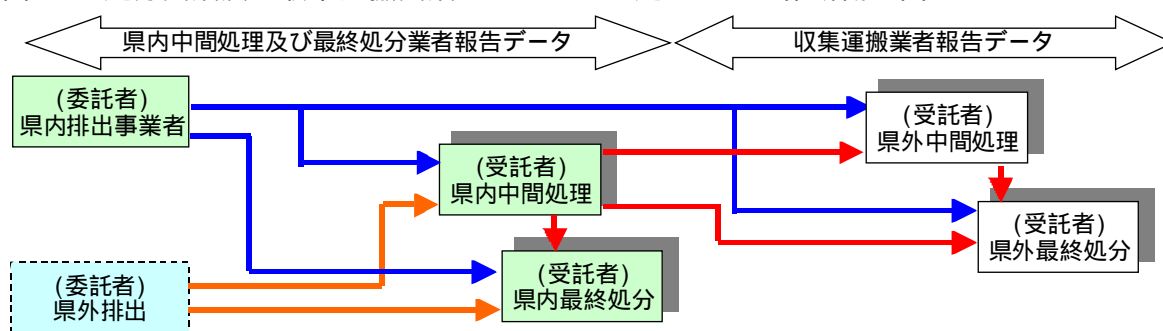 県内中間処理及び最終処分業者報告データ
収集運搬業者報告データ
(委託者)
県内排出事業者
(受託者)
県外中間処理
(受託者)
県内中間処理
(受託者)
県外最終処分
(受託者)
県内最終処分
(委託者)
県外排出